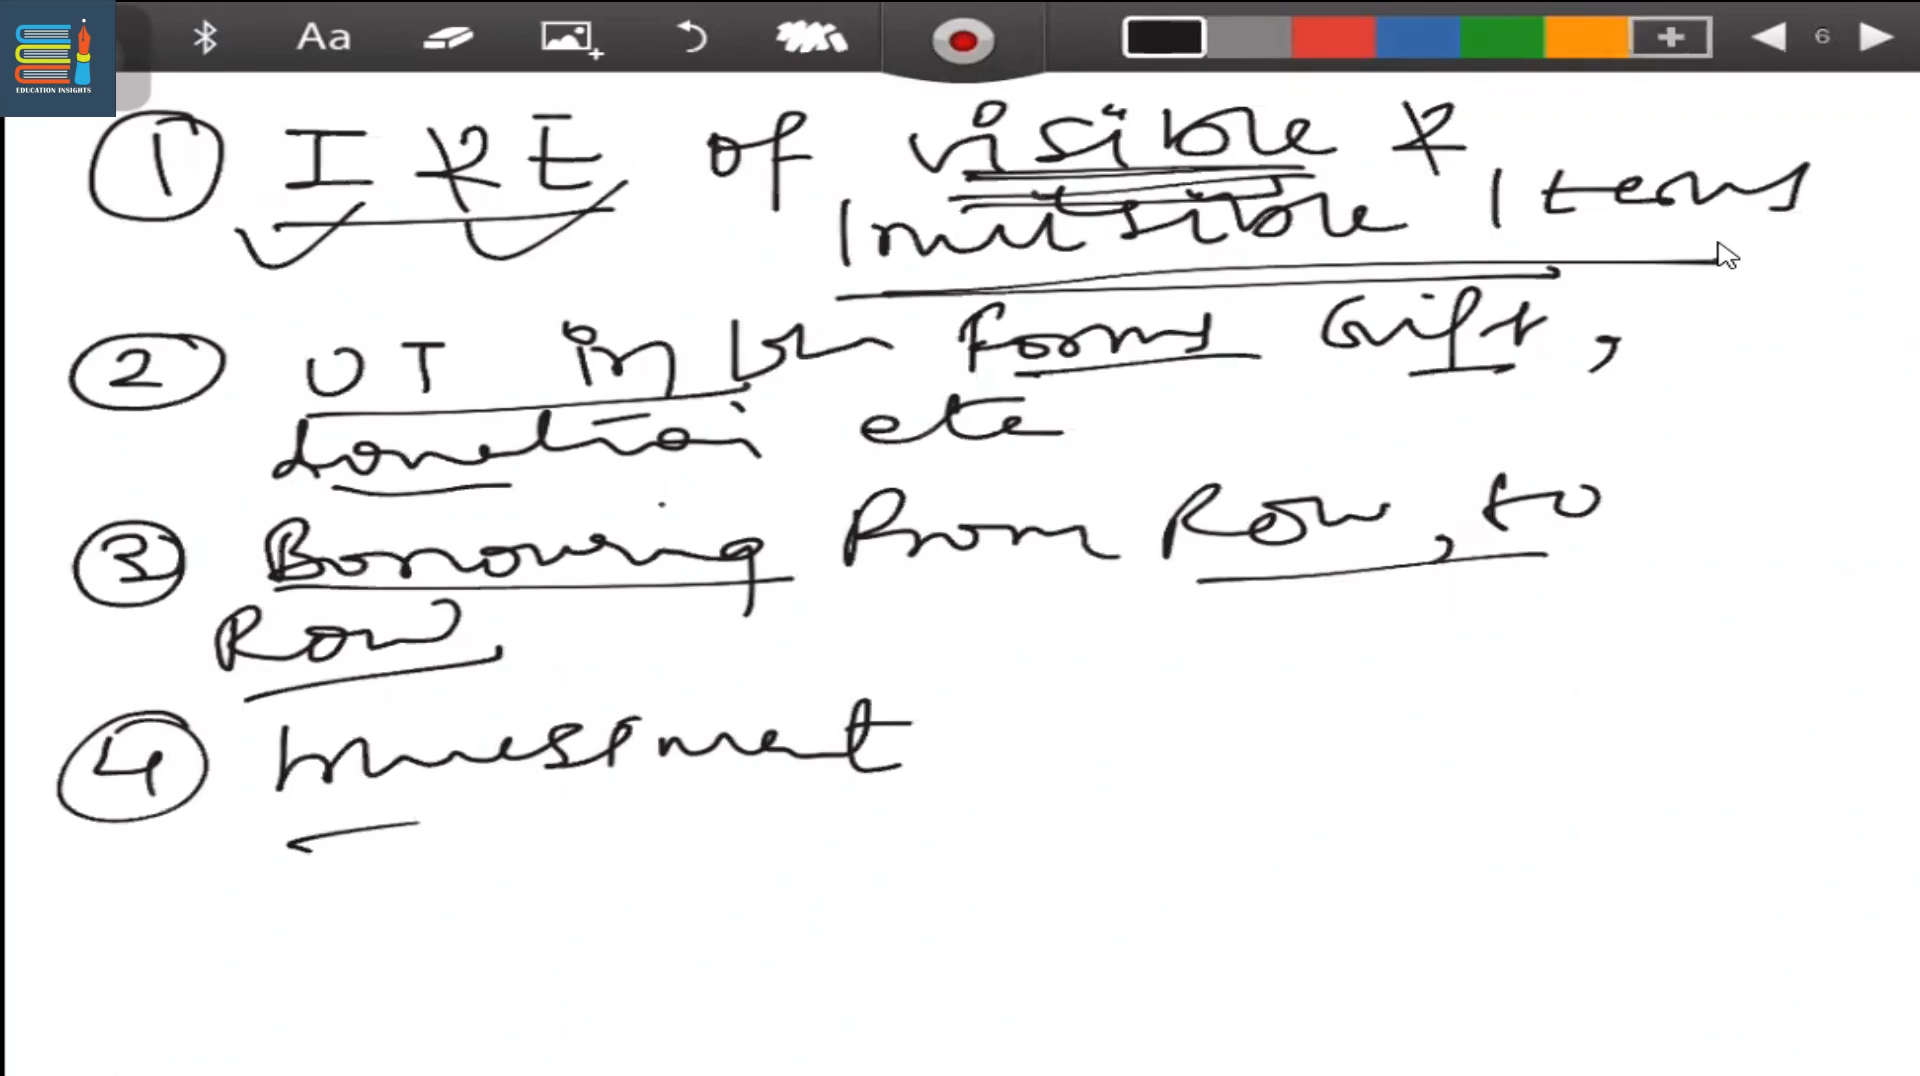 EDUCATION INSIGHTS
Aa
6
① I & E of visible &
Invisible Items
② UT in the forms Gift,
donation etc
③ Borrowing From Row, to
Row
④ Investment